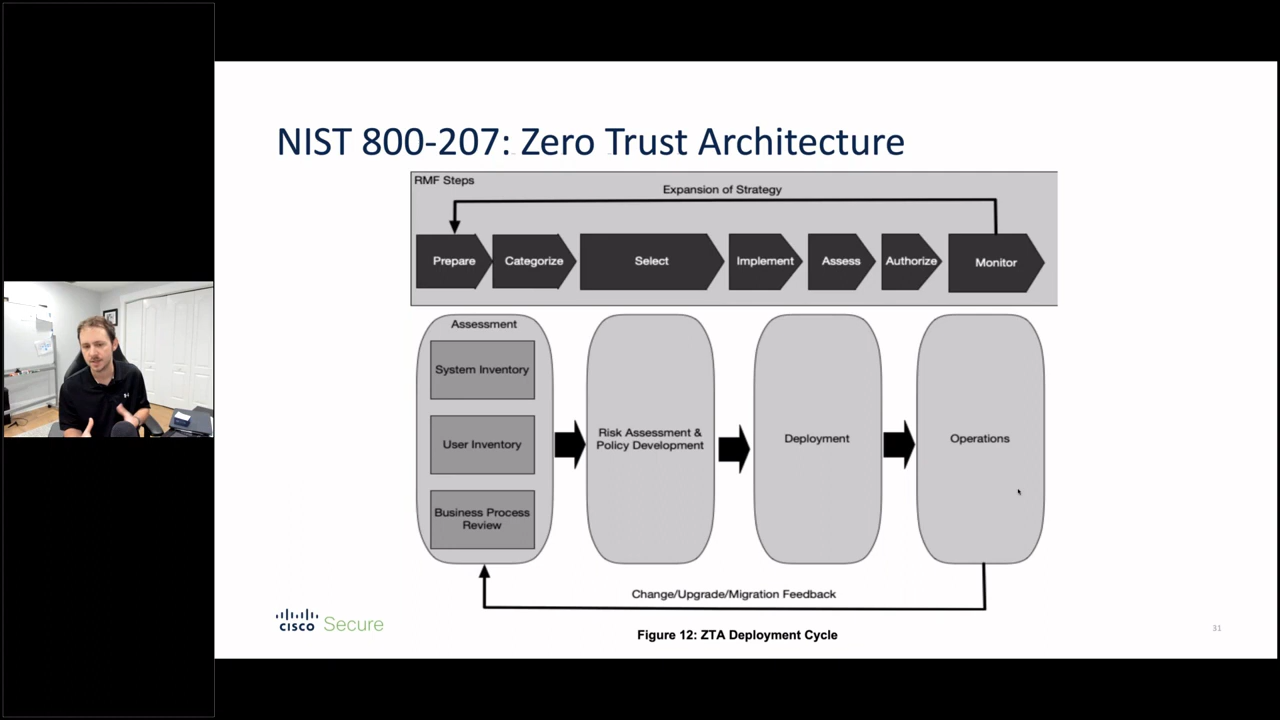 NIST 800-207: Zero Trust Architecture
RMF Steps
Expansion of Strategy
Prepare
Categorize
Select
Implement
Assess
Authorize
Monitor
Assessment
System Inventory
User Inventory
Business Process
Review
Risk Assessment &
Policy Development
Deployment
Operations
Change/Upgrade/Migration Feedback
Figure 12: ZTA Deployment Cycle
CISCO Secure
31